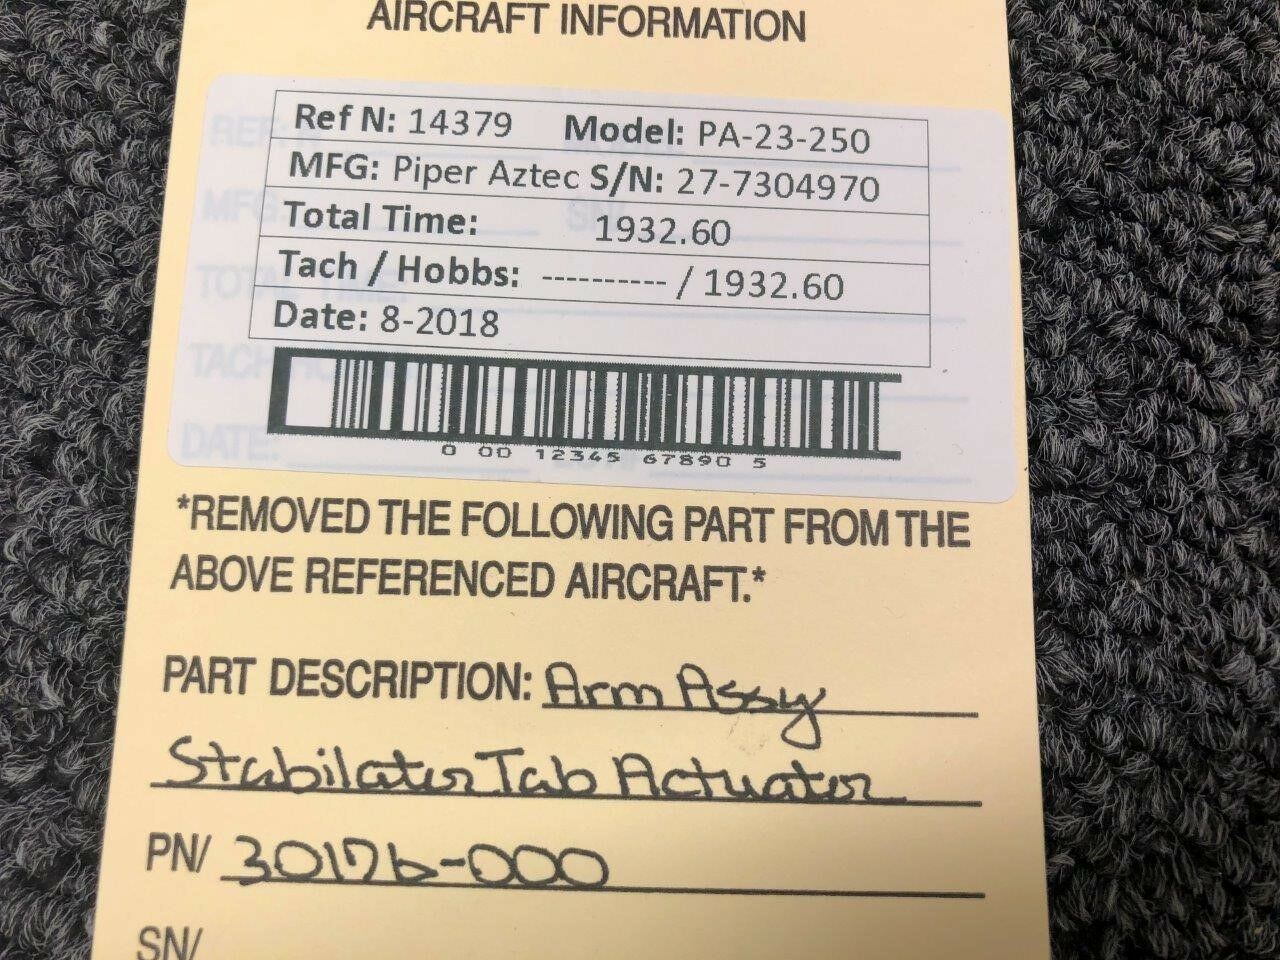 AIRCRAFT INFORMATION
Ref N: 14379 Model: PA-23-250
MFG: Piper Aztec S/N: 27-7304970
Total Time: 1932.60
Tach / Hobbs: ---------- / 1932.60
Date: 8-2018
0 00 12345 67890 5
*REMOVED THE FOLLOWING PART FROM THE
ABOVE REFERENCED AIRCRAFT.*
PART DESCRIPTION: Arm Assy
Stabilator Tab Actuator
PN/ 30176-000
SN/